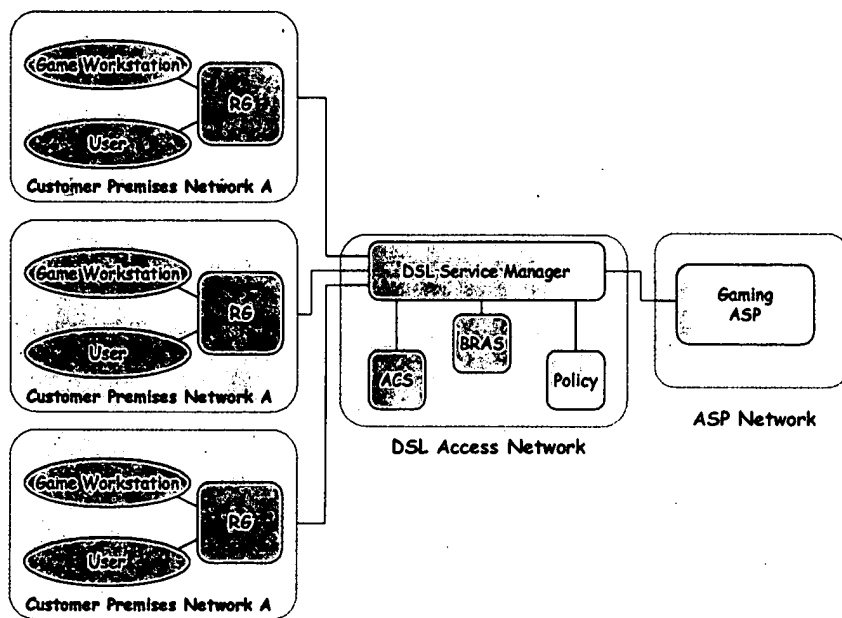 Game Workstation
RG
User
Customer Premises Network A
Game Workstation
RG
User
Customer Premises Network A
Game Workstation
RG
User
Customer Premises Network A
DSL Service Manager
ACS
BRAS
Policy
DSL Access Network
Gaming
ASP
ASP Network